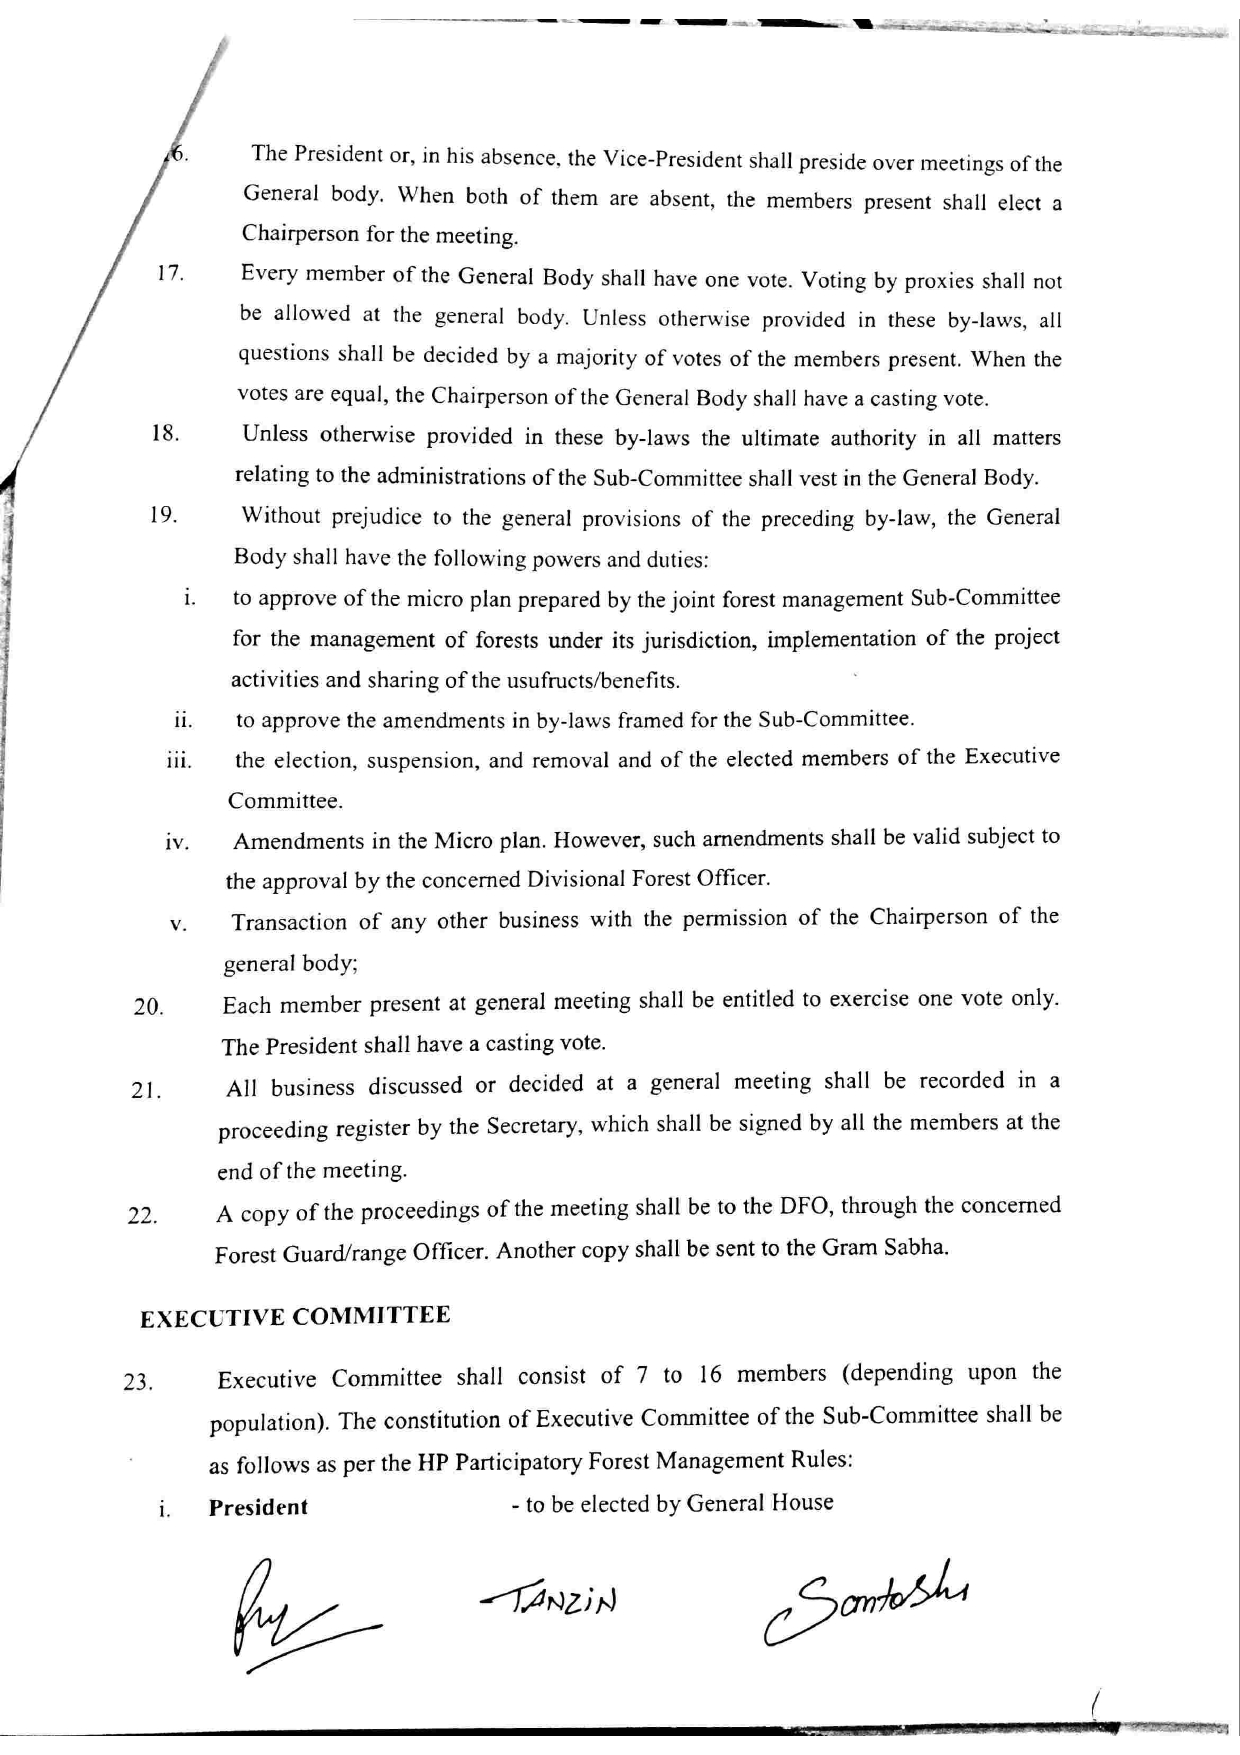 6. The President or, in his absence, the Vice-President shall preside over meetings of the
General body. When both of them are absent, the members present shall elect a
Chairperson for the meeting.
17. Every member of the General Body shall have one vote. Voting by proxies shall not
be allowed at the general body. Unless otherwise provided in these by-laws, all
questions shall be decided by a majority of votes of the members present. When the
votes are equal, the Chairperson of the General Body shall have a casting vote.
18. Unless otherwise provided in these by-laws the ultimate authority in all matters
relating to the administrations of the Sub-Committee shall vest in the General Body.
19. Without prejudice to the general provisions of the preceding by-law, the General
Body shall have the following powers and duties:
i. to approve of the micro plan prepared by the joint forest management Sub-Committee
for the management of forests under its jurisdiction, implementation of the project
activities and sharing of the usufructs/benefits.
ii. to approve the amendments in by-laws framed for the Sub-Committee.
iii. the election, suspension, and removal and of the elected members of the Executive
Committee.
iv. Amendments in the Micro plan. However, such amendments shall be valid subject to
the approval by the concerned Divisional Forest Officer.
v. Transaction of any other business with the permission of the Chairperson of the
general body;
20. Each member present at general meeting shall be entitled to exercise one vote only.
The President shall have a casting vote.
21. All business discussed or decided at a general meeting shall be recorded in a
proceeding register by the Secretary, which shall be signed by all the members at the
end of the meeting.
22. A copy of the proceedings of the meeting shall be to the DFO, through the concerned
Forest Guard/range Officer. Another copy shall be sent to the Gram Sabha.
EXECUTIVE COMMITTEE
23. Executive Committee shall consist of 7 to 16 members (depending upon the
population). The constitution of Executive Committee of the Sub-Committee shall be
as follows as per the HP Participatory Forest Management Rules:
i. President - to be elected by General House
TANZiN Santoshi